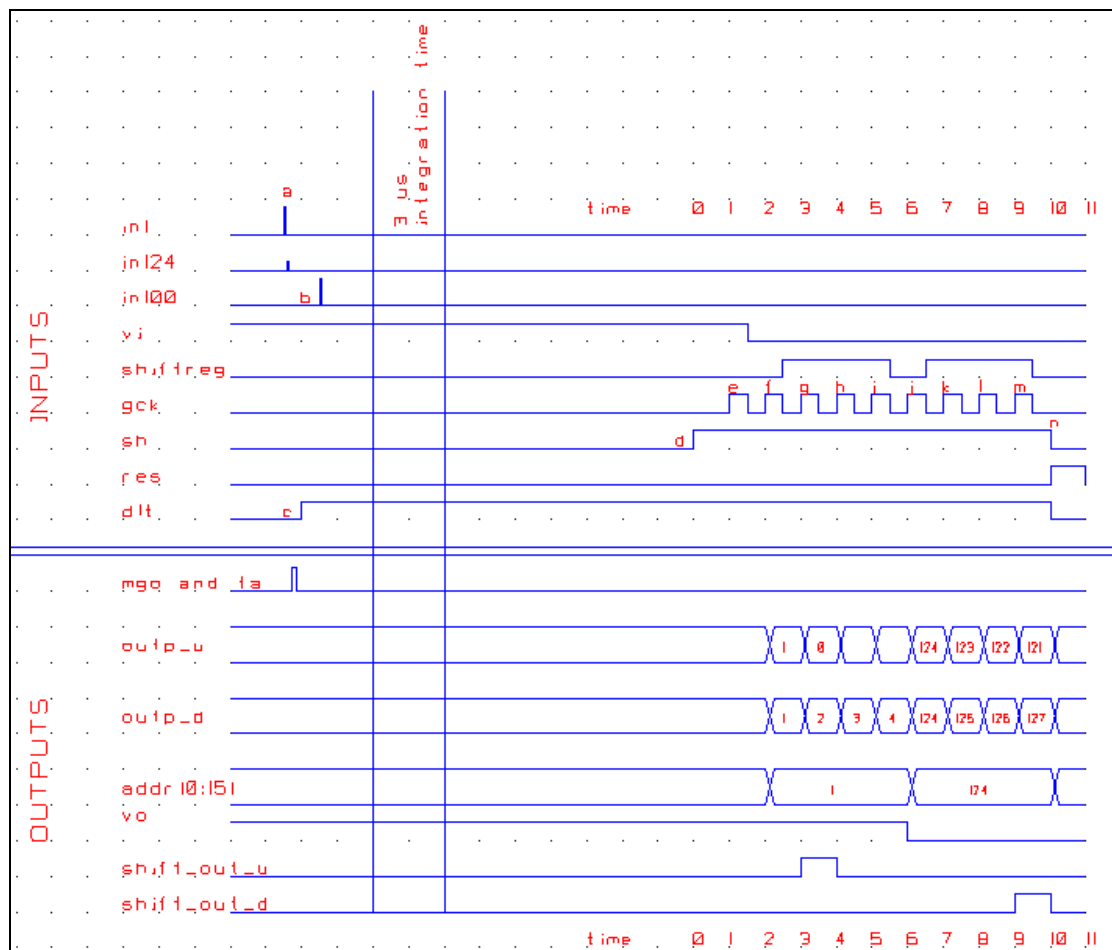 3 us
integration time
a
time 0 1 2 3 4 5 6 7 8 9 10 11
in1
in124
b
in100
INPUTS
vi
shiftreg
e f g h i j k l m
gck
n
sh
d
res
dlt
c
mgo and ta
outp_u
1 0 124 123 122 121
OUTPUTS
outp_d
1 2 3 4 124 125 126 127
addr[0:15]
1 124
vo
shift_out_u
shift_out_d
time 0 1 2 3 4 5 6 7 8 9 10 11